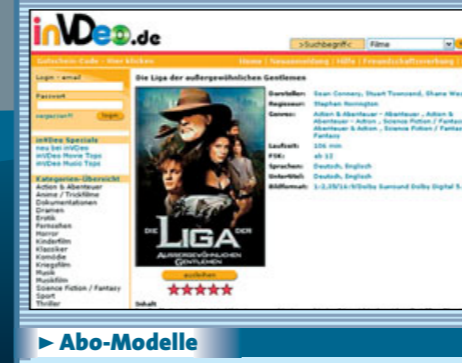 inVDeo.de
>Suchbegriff< Filme
Gutschein-Code - Hier klicken Home | Neuanmeldung | Hilfe | Freundschaftswerbung |
Login - email
Passwort
vergessen?! login
inVDeo Specials
neu bei inVDeo
inVDeo Movie Tops
inVDeo Music Tops
Kategorien-Übersicht
Action & Abenteuer
Anime / Trickfilme
Dokumentationen
Dramen
Erotik
Fernsehen
Horror
Kinderfilm
Klassiker
Komödie
Kriegsfilm
Musik
Musikfilm
Science Fiction / Fantasy
Sport
Thriller
Die Liga der außergewöhnlichen Gentlemen
DIE LIGA DER
AUSSERGEWÖHNLICHEN
GENTLEMEN
ausleihen
Darsteller: Sean Connery, Stuart Townsend, Shane Wes
Regisseur: Stephen Norrington
Genres: Action & Abenteuer - Abenteuer , Action &
Abenteuer - Action , Science Fiction / Fantas
Abenteuer & Action , Science Fiction / Fantas
Fantasy
Laufzeit: 106 min
FSK: ab 12
Sprachen: Deutsch, Englisch
Untertitel: Deutsch, Englisch
Bildformat: 1:2,35/16:9/Dolby Surround Dolby Digital 5.
Inhalt
► Abo-Modelle